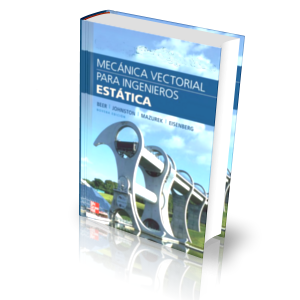 MECÁNICA VECTORIAL
PARA INGENIEROS
ESTÁTICA
BEER JOHNSTON MAZUREK EISENBERG